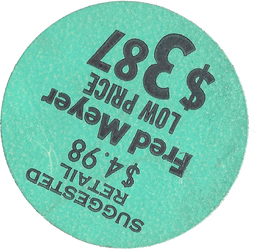 SUGGESTED
RETAIL
$4.98
Fred Meyer
LOW PRICE
$387